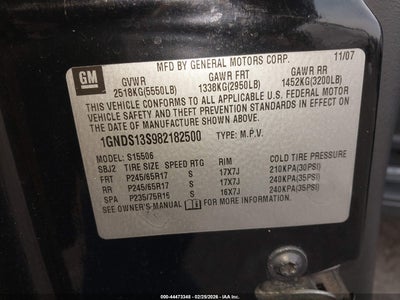 MFD BY GENERAL MOTORS CORP. 11/07
GM
GVWR GAWR FRT GAWR RR
2518KG(5550LB) 1338KG(2950LB) 1452KG(3200LB)
THIS VEHICLE CONFORMS TO ALL APPLICABLE U.S. FEDERAL MOTOR
VEHICLE SAFETY AND THEFT PREVENTION STANDARDS IN EFFECT ON
THE DATE OF MANUFACTURE SHOWN ABOVE.
1GNDS13S982182500 TYPE: M.P.V.
MODEL: S15506
SBJ2 TIRE SIZE SPEED RTG RIM COLD TIRE PRESSURE
FRT P245/65R17 S 17X7J 210KPA(30PSI)
RR P245/65R17 S 17X7J 240KPA(35PSI)
SPA P235/75R16 S 16X7J 240KPA(35PSI)
SEE OWNER'S MANUAL FOR MORE INFORMATION.
IAA 44473348 - 02/25/2026 - IAAI.COM